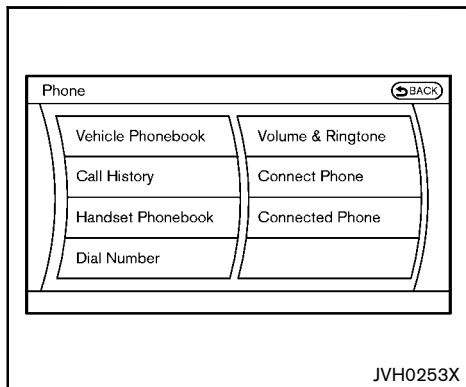 Phone
BACK
Vehicle Phonebook
Call History
Handset Phonebook
Dial Number
Volume & Ringtone
Connect Phone
Connected Phone
JVH0253X